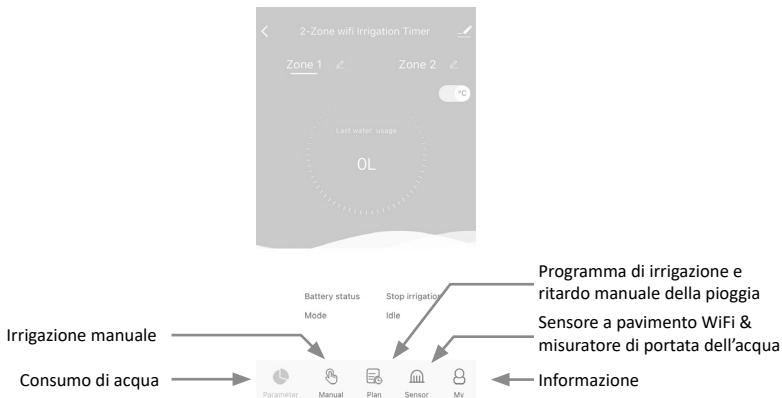 2-Zone wifi Irrigation Timer
Zone 1
Zone 2
°C
Last water usage
0L
Battery status
Stop irrigation
Mode
Idle
Programma di irrigazione e
ritardo manuale della pioggia
Sensore a pavimento WiFi &
misuratore di portata dell'acqua
Irrigazione manuale
Consumo di acqua
Informazione
Parameter
Manual
Plan
Sensor
My